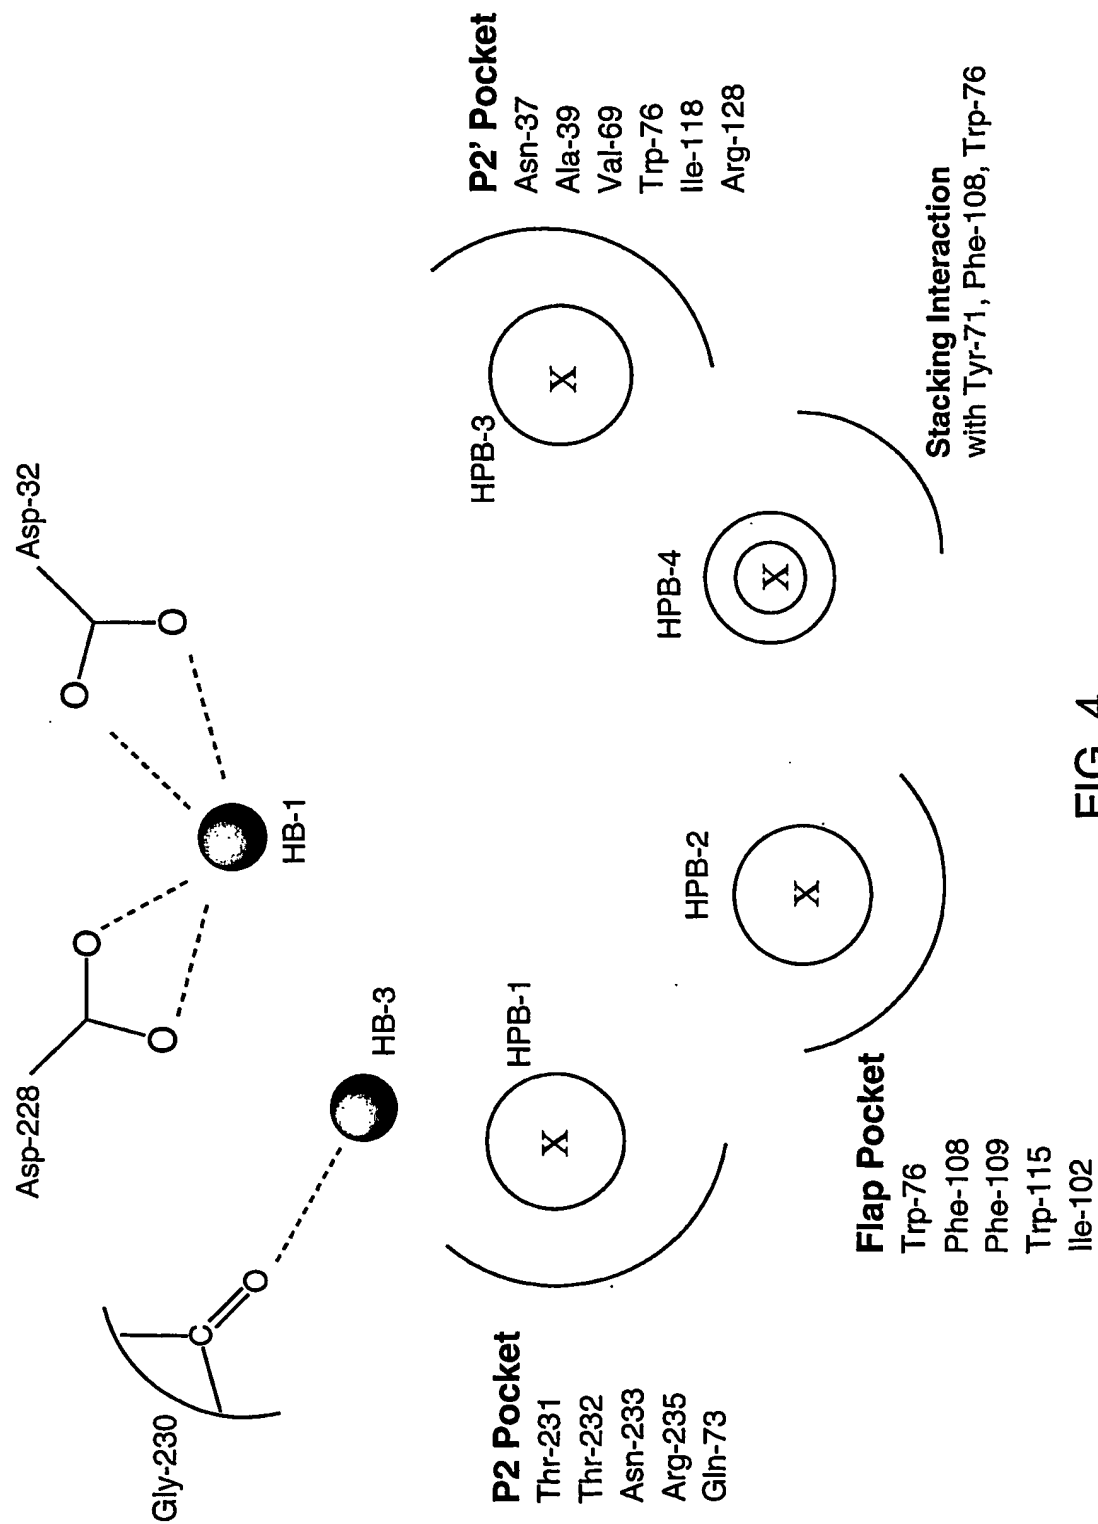 Asp-228
Asp-32
O
O
O
O
HB-1
Gly-230
C
O
HB-3
P2 Pocket
Thr-231
Thr-232
Asn-233
Arg-235
Gln-73
X
HPB-1
HPB-3
X
P2' Pocket
Asn-37
Ala-39
Val-69
Trp-76
Ile-118
Arg-128
HPB-2
X
HPB-4
X
Flap Pocket
Trp-76
Phe-108
Phe-109
Trp-115
Ile-102
Stacking Interaction
with Tyr-71, Phe-108, Trp-76
FIG. 4